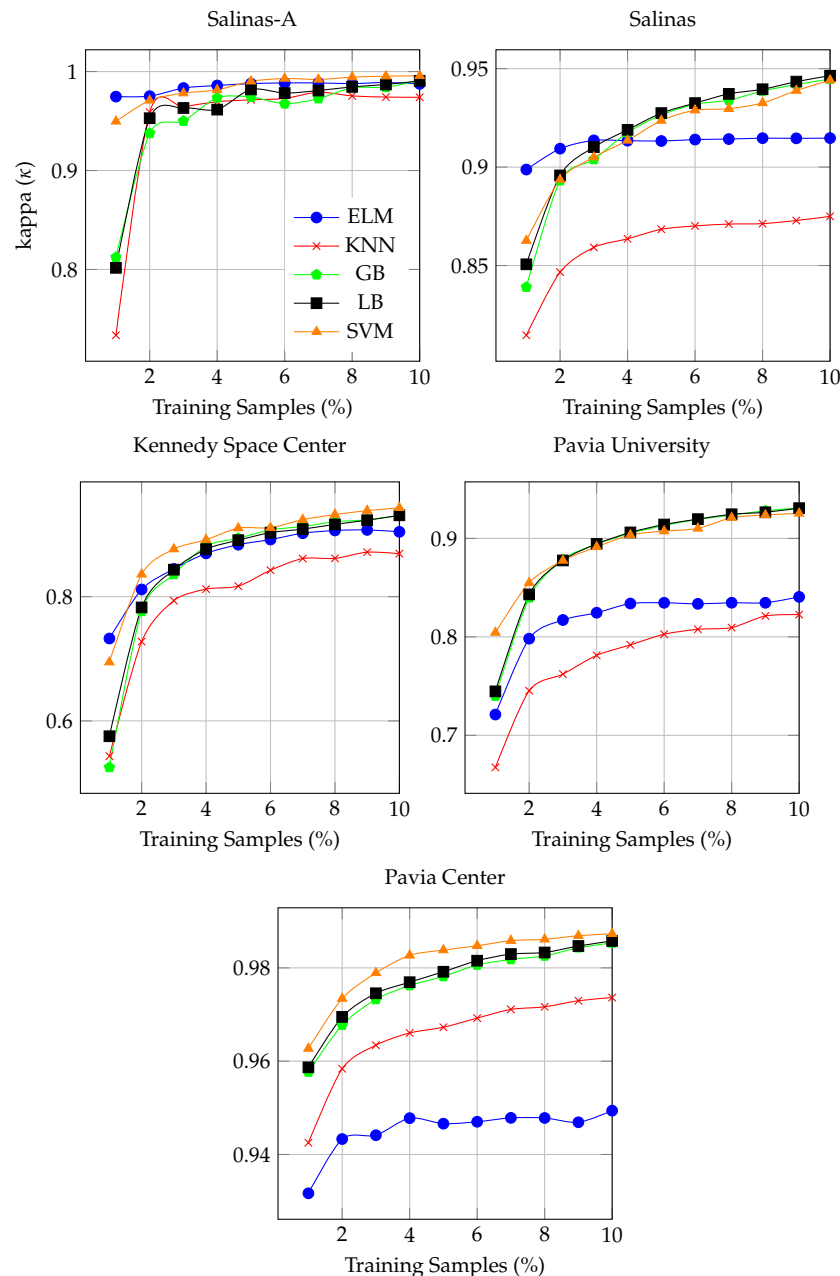 Salinas-A
1
0.9
0.8
kappa (κ)
ELM
KNN
GB
LB
SVM
2 4 6 8 10
Training Samples (%)
Salinas
0.95
0.9
0.85
2 4 6 8 10
Training Samples (%)
Kennedy Space Center
0.8
0.6
2 4 6 8 10
Training Samples (%)
Pavia University
0.9
0.8
0.7
2 4 6 8 10
Training Samples (%)
Pavia Center
0.98
0.96
0.94
2 4 6 8 10
Training Samples (%)